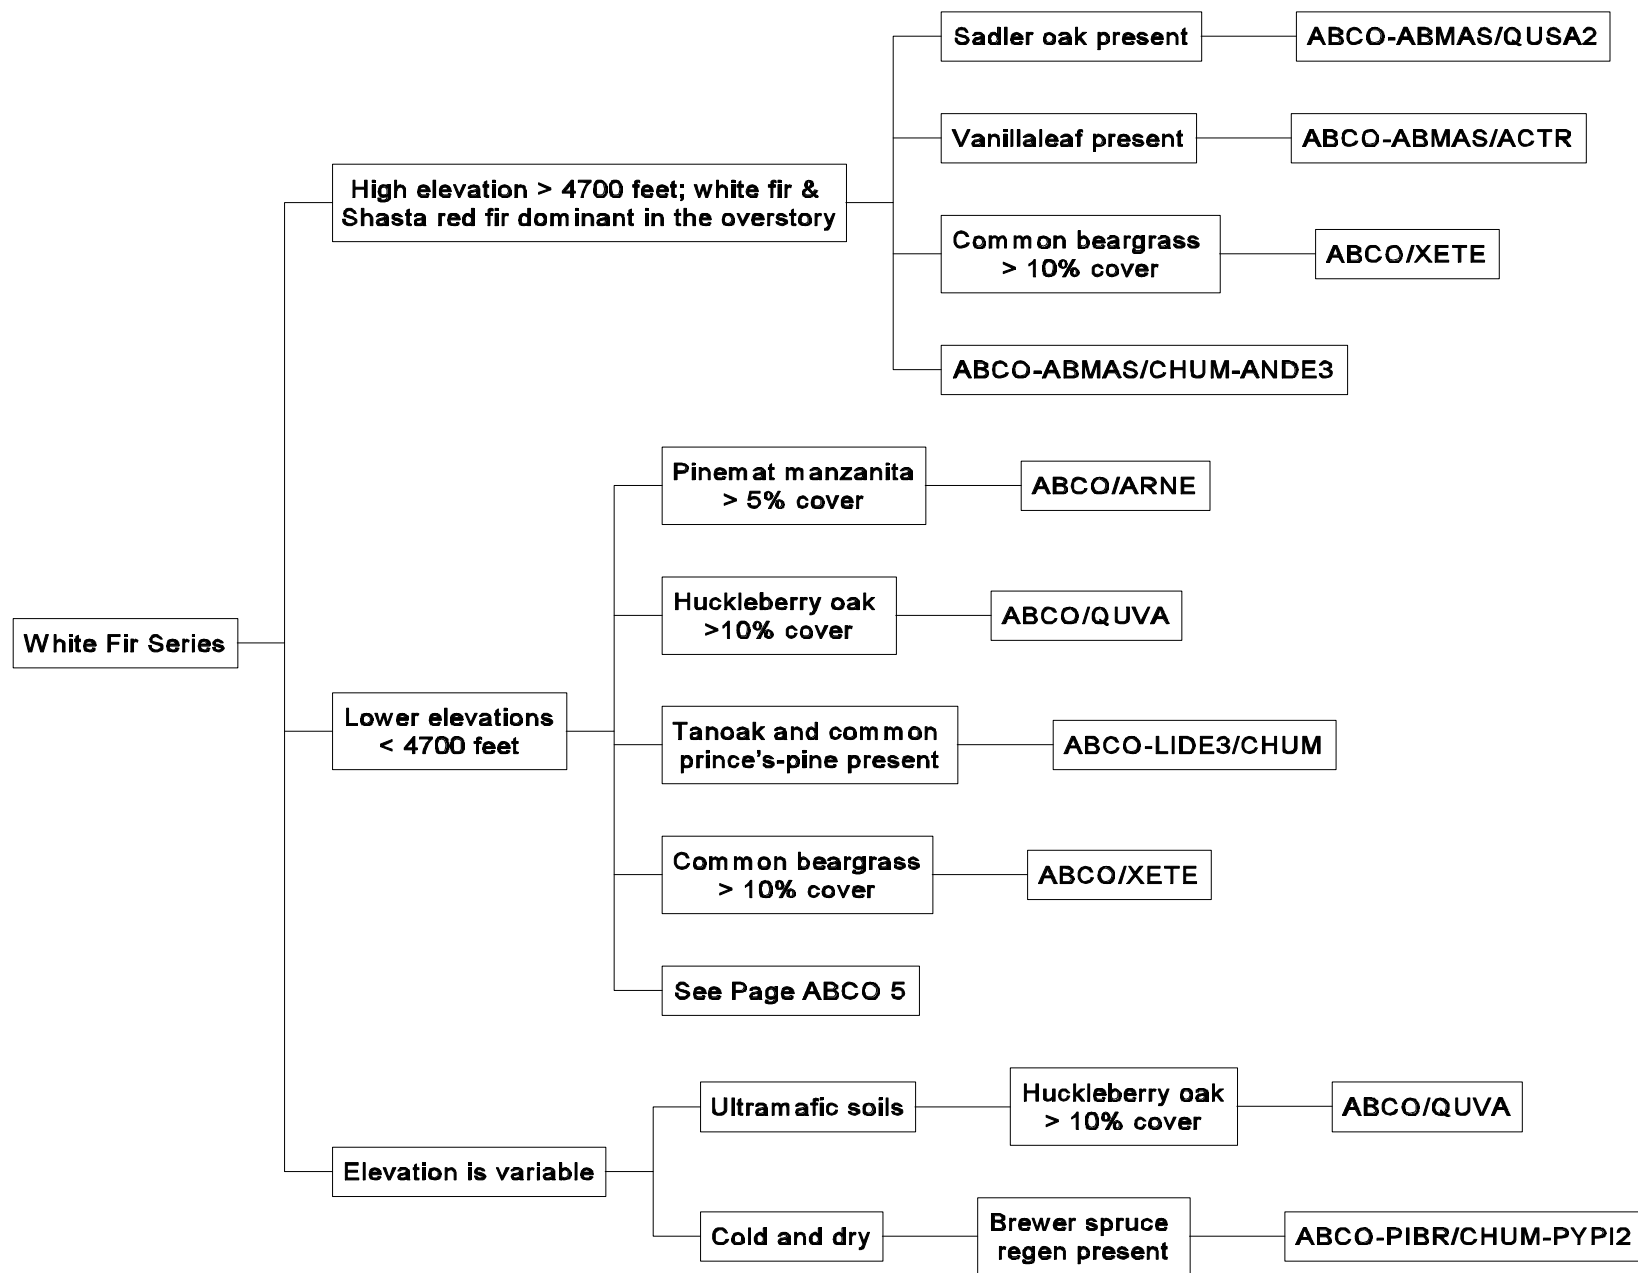 Sadler oak present
ABCO-ABMAS/QUSA2
Vanillaleaf present
ABCO-ABMAS/ACTR
High elevation > 4700 feet; white fir &
Shasta red fir dominant in the overstory
Common beargrass
> 10% cover
ABCO/XETE
ABCO-ABMAS/CHUM-ANDE3
Pinemat manzanita
> 5% cover
ABCO/ARNE
Huckleberry oak
>10% cover
ABCO/QUVA
White Fir Series
Lower elevations
< 4700 feet
Tanoak and common
prince's-pine present
ABCO-LIDE3/CHUM
Common beargrass
> 10% cover
ABCO/XETE
See Page ABCO 5
Elevation is variable
Ultramafic soils
Huckleberry oak
> 10% cover
ABCO/QUVA
Cold and dry
Brewer spruce
regen present
ABCO-PIBR/CHUM-PYPI2